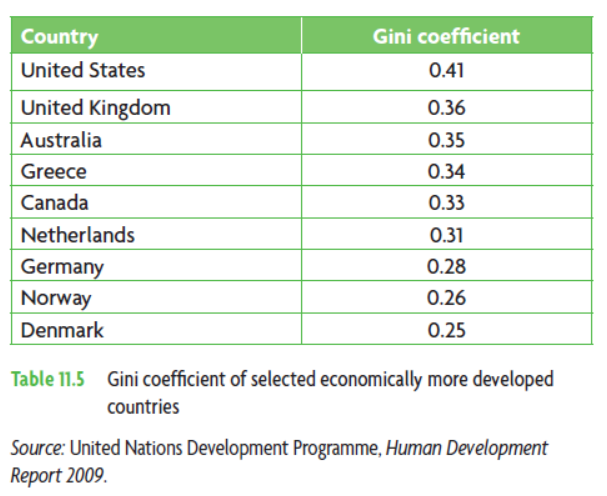 Country Gini coefficient
United States 0.41
United Kingdom 0.36
Australia 0.35
Greece 0.34
Canada 0.33
Netherlands 0.31
Germany 0.28
Norway 0.26
Denmark 0.25
Table 11.5 Gini coefficient of selected economically more developed
countries
Source: United Nations Development Programme, Human Development
Report 2009.